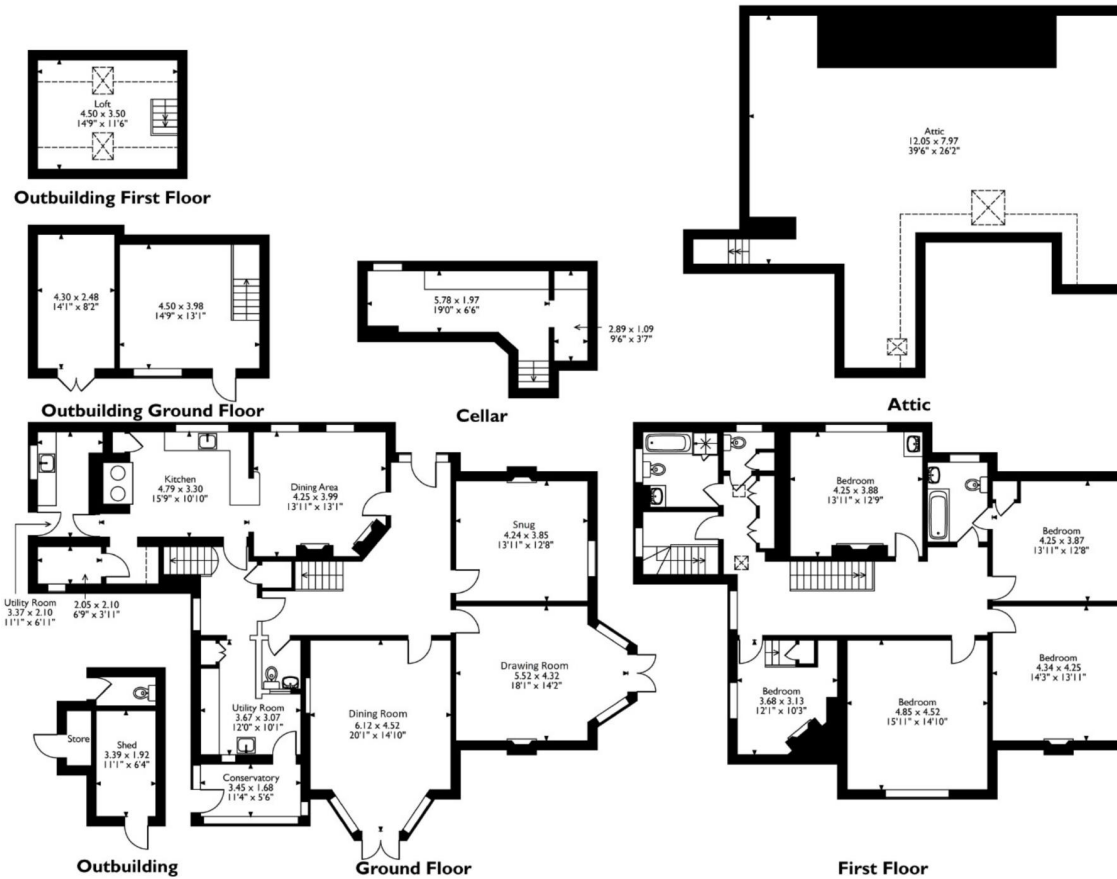 Loft
4.50 x 3.50
14'9" x 11'6"
Outbuilding First Floor
4.30 x 2.48
14'1" x 8'2"
4.50 x 3.98
14'9" x 13'1"
Outbuilding Ground Floor
5.78 x 1.97
19'0" x 6'6"
2.89 x 1.09
9'6" x 3'7"
Cellar
Attic
12.05 x 7.97
39'6" x 26'2"
Attic
Kitchen
4.79 x 3.30
15'9" x 10'10"
Dining Area
4.25 x 3.99
13'11" x 13'1"
Snug
4.24 x 3.85
13'11" x 12'8"
Utility Room
3.37 x 2.10
11'1" x 6'11"
2.05 x 2.10
6'9" x 3'11"
Drawing Room
5.52 x 4.32
18'1" x 14'2"
Utility Room
3.67 x 3.07
12'0" x 10'1"
Dining Room
6.12 x 4.52
20'1" x 14'10"
Conservatory
3.45 x 1.68
11'4" x 5'6"
Ground Floor
Store
Shed
3.39 x 1.92
11'1" x 6'4"
Outbuilding
Bedroom
4.25 x 3.88
13'11" x 12'9"
Bedroom
4.25 x 3.87
13'11" x 12'8"
Bedroom
3.68 x 3.13
12'1" x 10'3"
Bedroom
4.85 x 4.52
15'11" x 14'10"
Bedroom
4.34 x 4.25
14'3" x 13'11"
First Floor